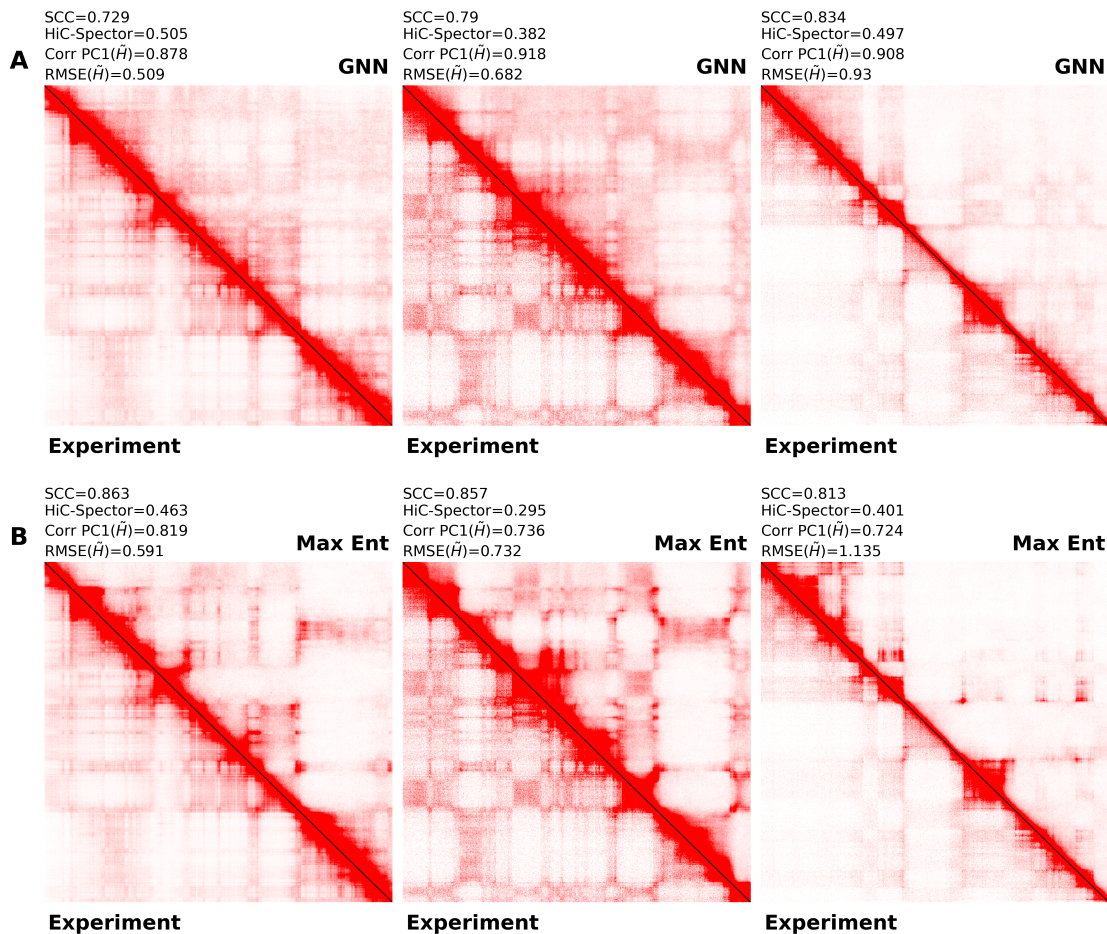 A
SCC=0.729
HiC-Spector=0.505
Corr PC1(H̃)=0.878
RMSE(H̃)=0.509
GNN
Experiment
SCC=0.79
HiC-Spector=0.382
Corr PC1(H̃)=0.918
RMSE(H̃)=0.682
GNN
Experiment
SCC=0.834
HiC-Spector=0.497
Corr PC1(H̃)=0.908
RMSE(H̃)=0.93
GNN
Experiment
B
SCC=0.863
HiC-Spector=0.463
Corr PC1(H̃)=0.819
RMSE(H̃)=0.591
Max Ent
Experiment
SCC=0.857
HiC-Spector=0.295
Corr PC1(H̃)=0.736
RMSE(H̃)=0.732
Max Ent
Experiment
SCC=0.813
HiC-Spector=0.401
Corr PC1(H̃)=0.724
RMSE(H̃)=1.135
Max Ent
Experiment